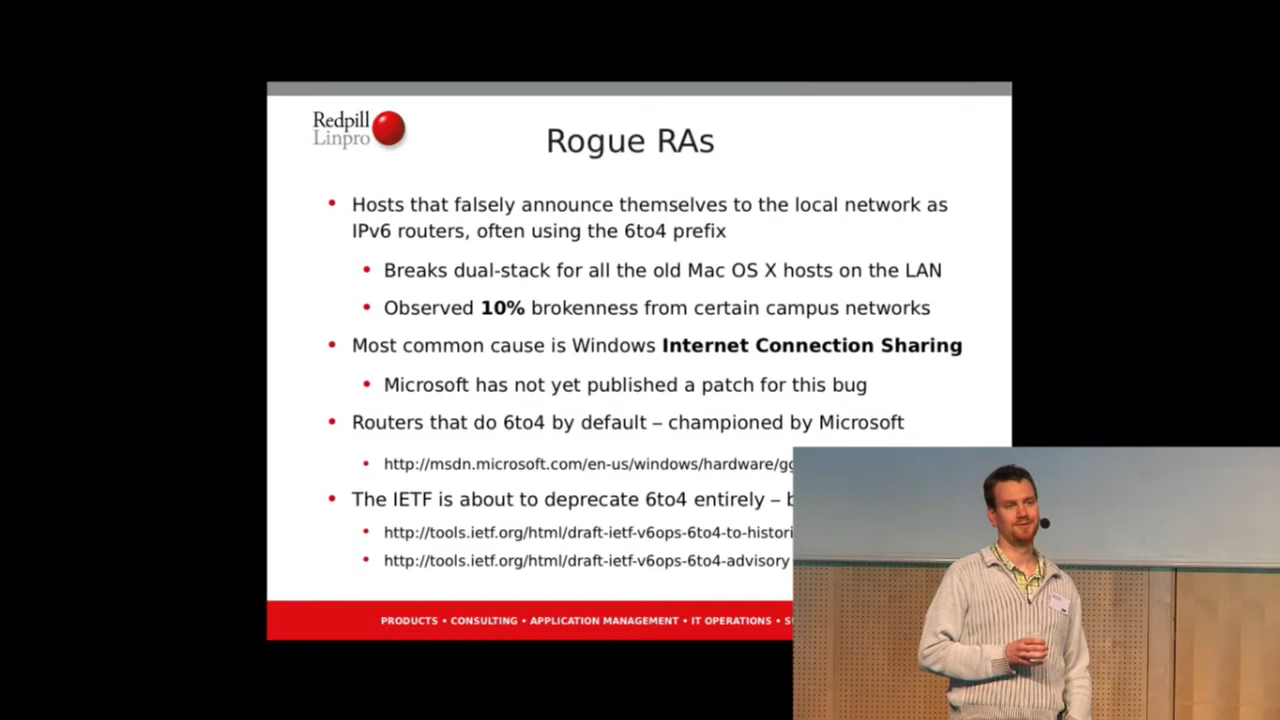 Redpill
Linpro
Rogue RAs
• Hosts that falsely announce themselves to the local network as
IPv6 routers, often using the 6to4 prefix
• Breaks dual-stack for all the old Mac OS X hosts on the LAN
• Observed 10% brokenness from certain campus networks
• Most common cause is Windows Internet Connection Sharing
• Microsoft has not yet published a patch for this bug
• Routers that do 6to4 by default – championed by Microsoft
• http://msdn.microsoft.com/en-us/windows/hardware/gg
• The IETF is about to deprecate 6to4 entirely –
• http://tools.ietf.org/html/draft-ietf-v6ops-6to4-to-histori
• http://tools.ietf.org/html/draft-ietf-v6ops-6to4-advisory
PRODUCTS • CONSULTING • APPLICATION MANAGEMENT • IT OPERATIONS •